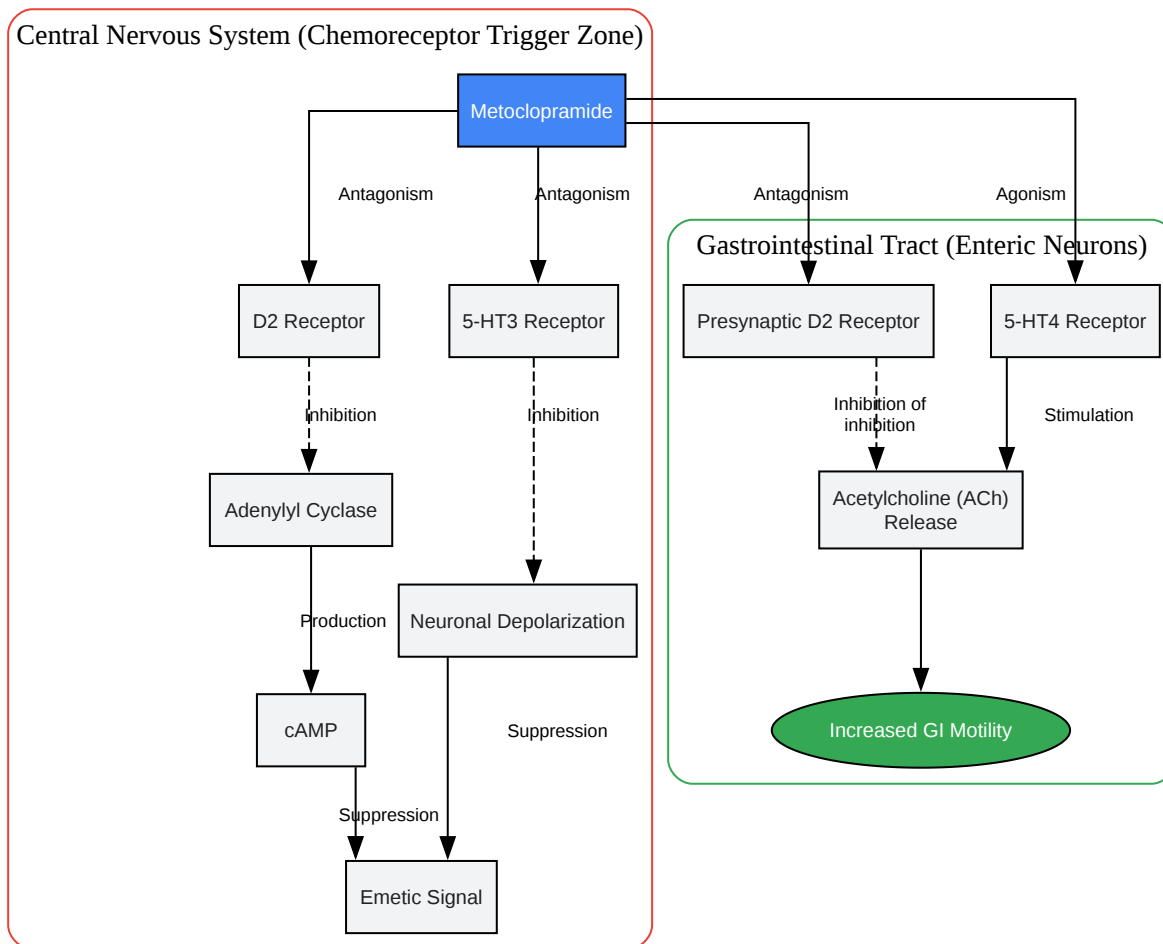 Central Nervous System (Chemoreceptor Trigger Zone)
Metoclopramide
Antagonism
Antagonism
Antagonism
Agonism
Gastrointestinal Tract (Enteric Neurons)
D2 Receptor
5-HT3 Receptor
Presynaptic D2 Receptor
5-HT4 Receptor
Inhibition
Inhibition
Inhibition of
inhibition
Stimulation
Adenylyl Cyclase
Acetylcholine (ACh)
Release
Production
Neuronal Depolarization
cAMP
Suppression
Increased GI Motility
Suppression
Emetic Signal